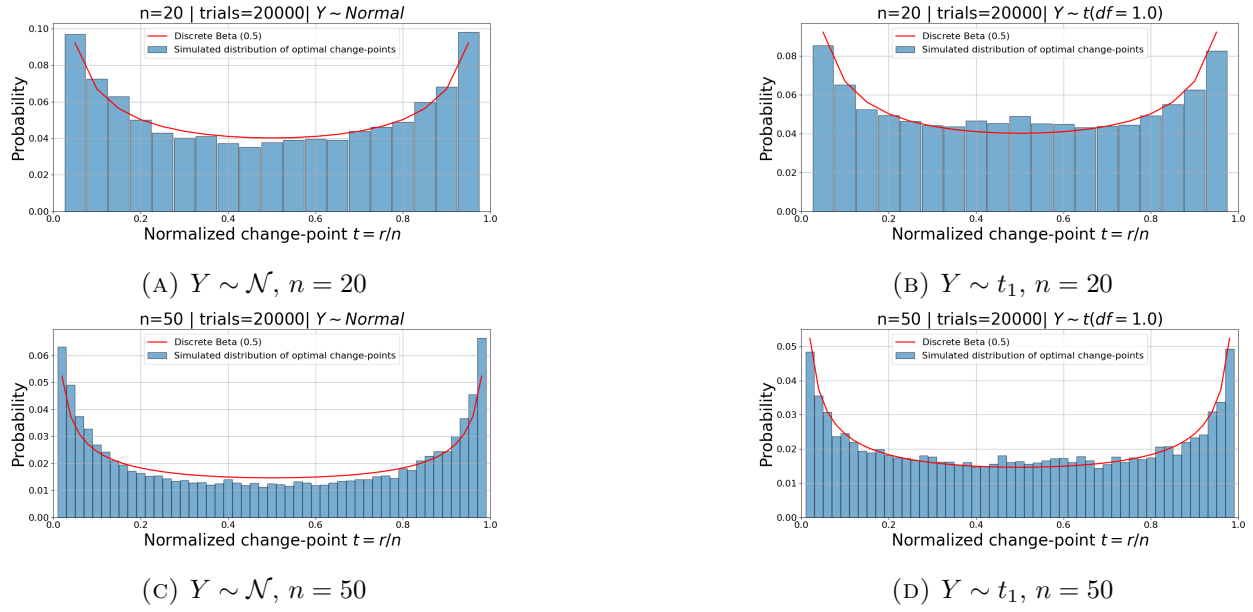 n=20 | trials=20000| Y ~ Normal
Discrete Beta (0.5)
Simulated distribution of optimal change-points
Probability
0.10
0.08
0.06
0.04
0.02
0.00
0.0 0.2 0.4 0.6 0.8 1.0
Normalized change-point t = r/n
(A) Y ∼ 𝒩, n = 20
n=20 | trials=20000| Y ~ t(df = 1.0)
Discrete Beta (0.5)
Simulated distribution of optimal change-points
Probability
0.08
0.06
0.04
0.02
0.00
0.0 0.2 0.4 0.6 0.8 1.0
Normalized change-point t = r/n
(B) Y ∼ t₁, n = 20
n=50 | trials=20000| Y ~ Normal
Discrete Beta (0.5)
Simulated distribution of optimal change-points
Probability
0.06
0.05
0.04
0.03
0.02
0.01
0.00
0.0 0.2 0.4 0.6 0.8 1.0
Normalized change-point t = r/n
(C) Y ∼ 𝒩, n = 50
n=50 | trials=20000| Y ~ t(df = 1.0)
Discrete Beta (0.5)
Simulated distribution of optimal change-points
Probability
0.05
0.04
0.03
0.02
0.01
0.00
0.0 0.2 0.4 0.6 0.8 1.0
Normalized change-point t = r/n
(D) Y ∼ t₁, n = 50